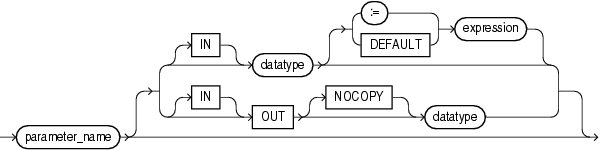 :=
DEFAULT
expression
IN
datatype
IN
OUT
NOCOPY
datatype
parameter_name